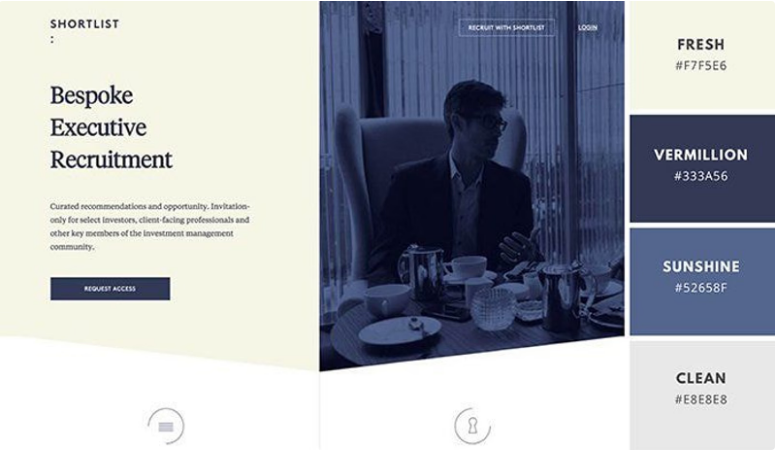 SHORTLIST
:
Bespoke
Executive
Recruitment
Curated recommendations and opportunity. Invitation-
only for select investors, client-facing professionals and
other key members of the investment management
community.
REQUEST ACCESS
RECRUIT WITH SHORTLIST
LOGIN
FRESH
#F7F5E6
VERMILLION
#333A56
SUNSHINE
#52658F
CLEAN
#E8E8E8